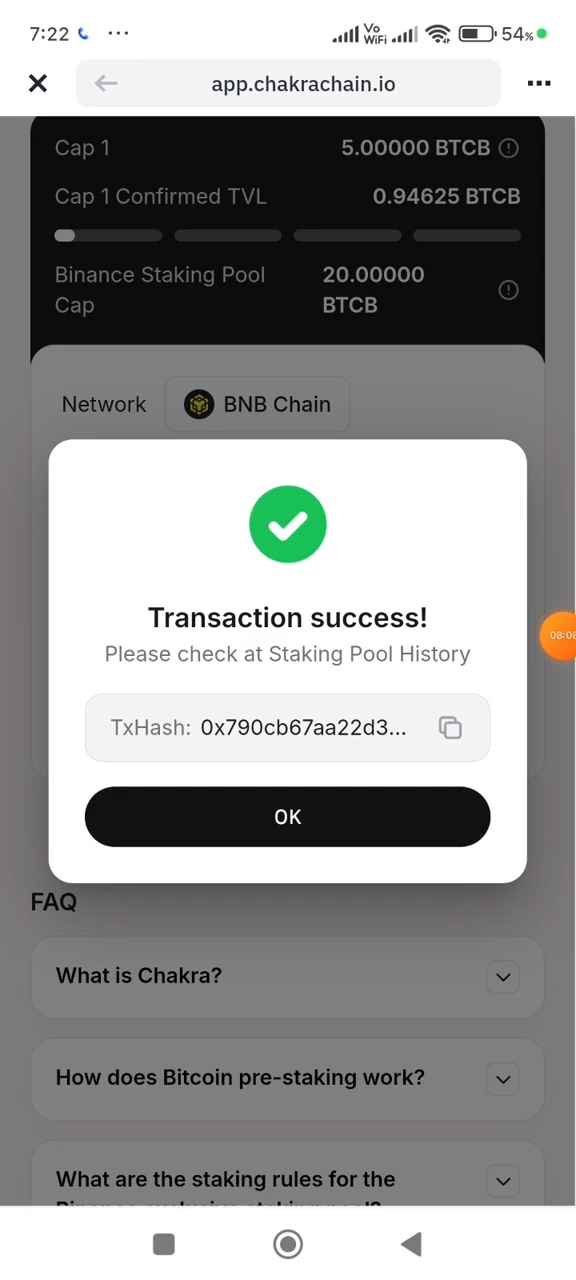 7:22
Vo
WiFi
54%
app.chakrachain.io
Cap 1 5.00000 BTCB
Cap 1 Confirmed TVL 0.94625 BTCB
Binance Staking Pool Cap 20.00000 BTCB
Network BNB Chain
Transaction success!
Please check at Staking Pool History
TxHash: 0x790cb67aa22d3...
OK
08:08
FAQ
What is Chakra?
How does Bitcoin pre-staking work?
What are the staking rules for the